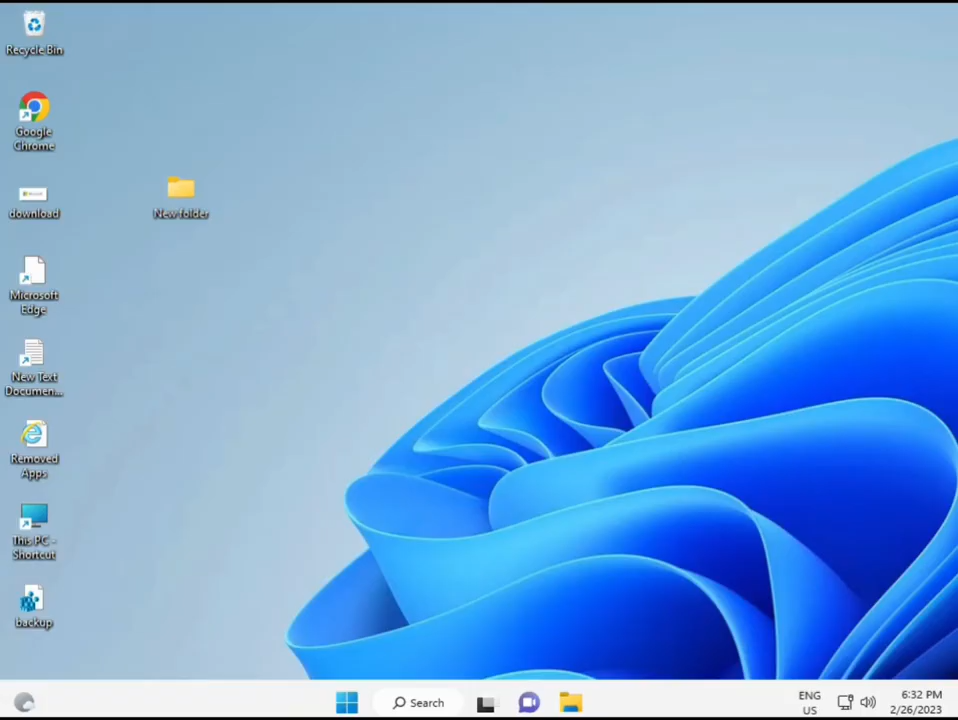 Recycle Bin
Google
Chrome
download
New folder
Microsoft
Edge
New Text
Documen...
Removed
Apps
This PC -
Shortcut
backup
Search
ENG
US
6:32 PM
2/26/2023